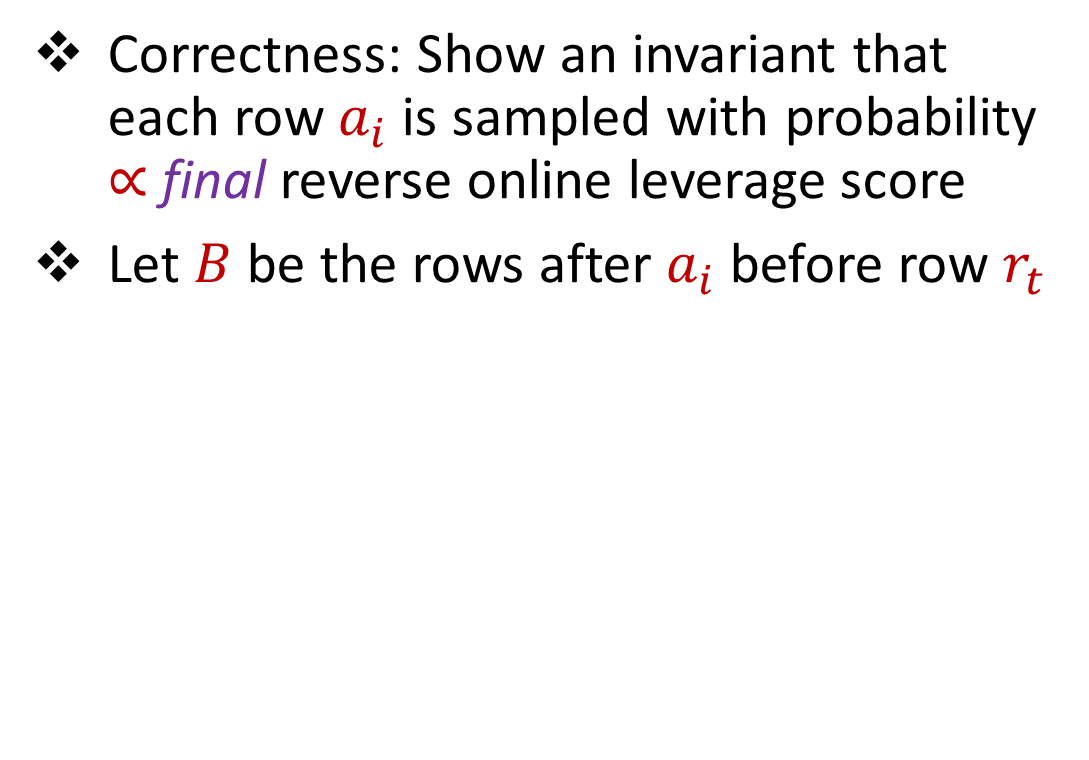 ❖ Correctness: Show an invariant that
each row 𝑎ᵢ is sampled with probability
∝ final reverse online leverage score
❖ Let 𝐵 be the rows after 𝑎ᵢ before row 𝑟ₜ